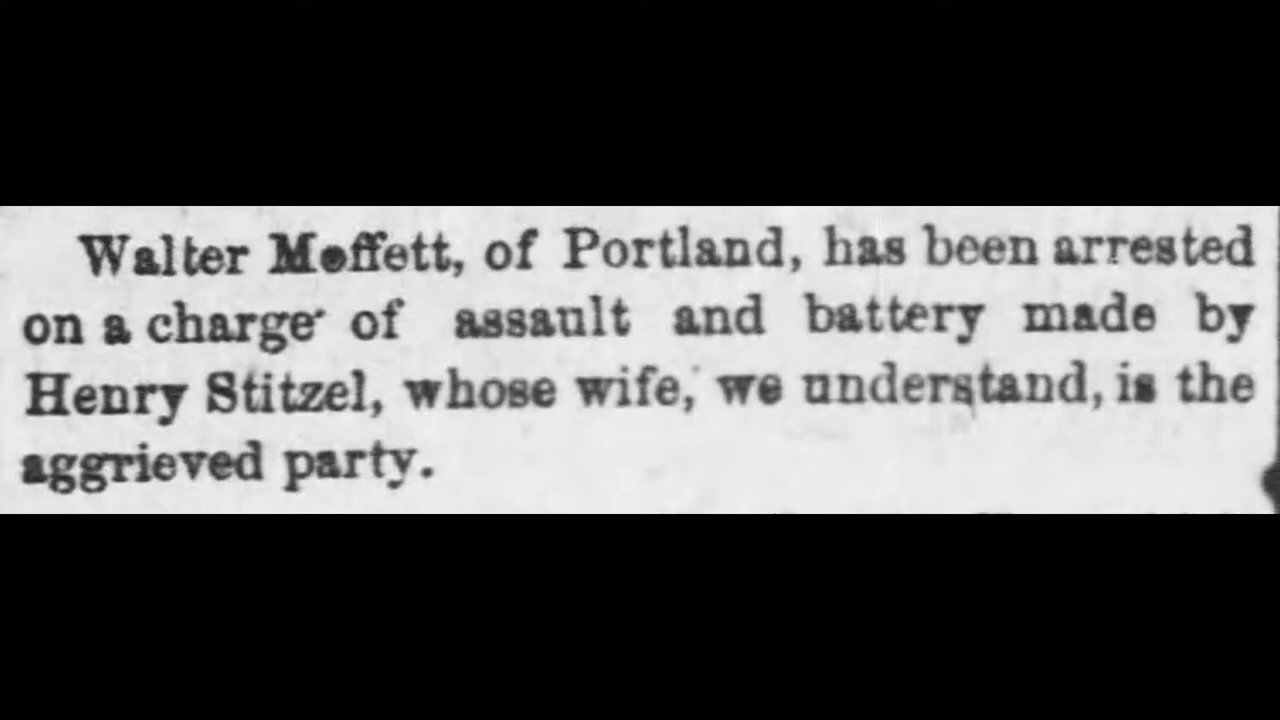 Walter Moffett, of Portland, has been arrested
on a charge of assault and battery made by
Henry Stitzel, whose wife, we understand, is the
aggrieved party.